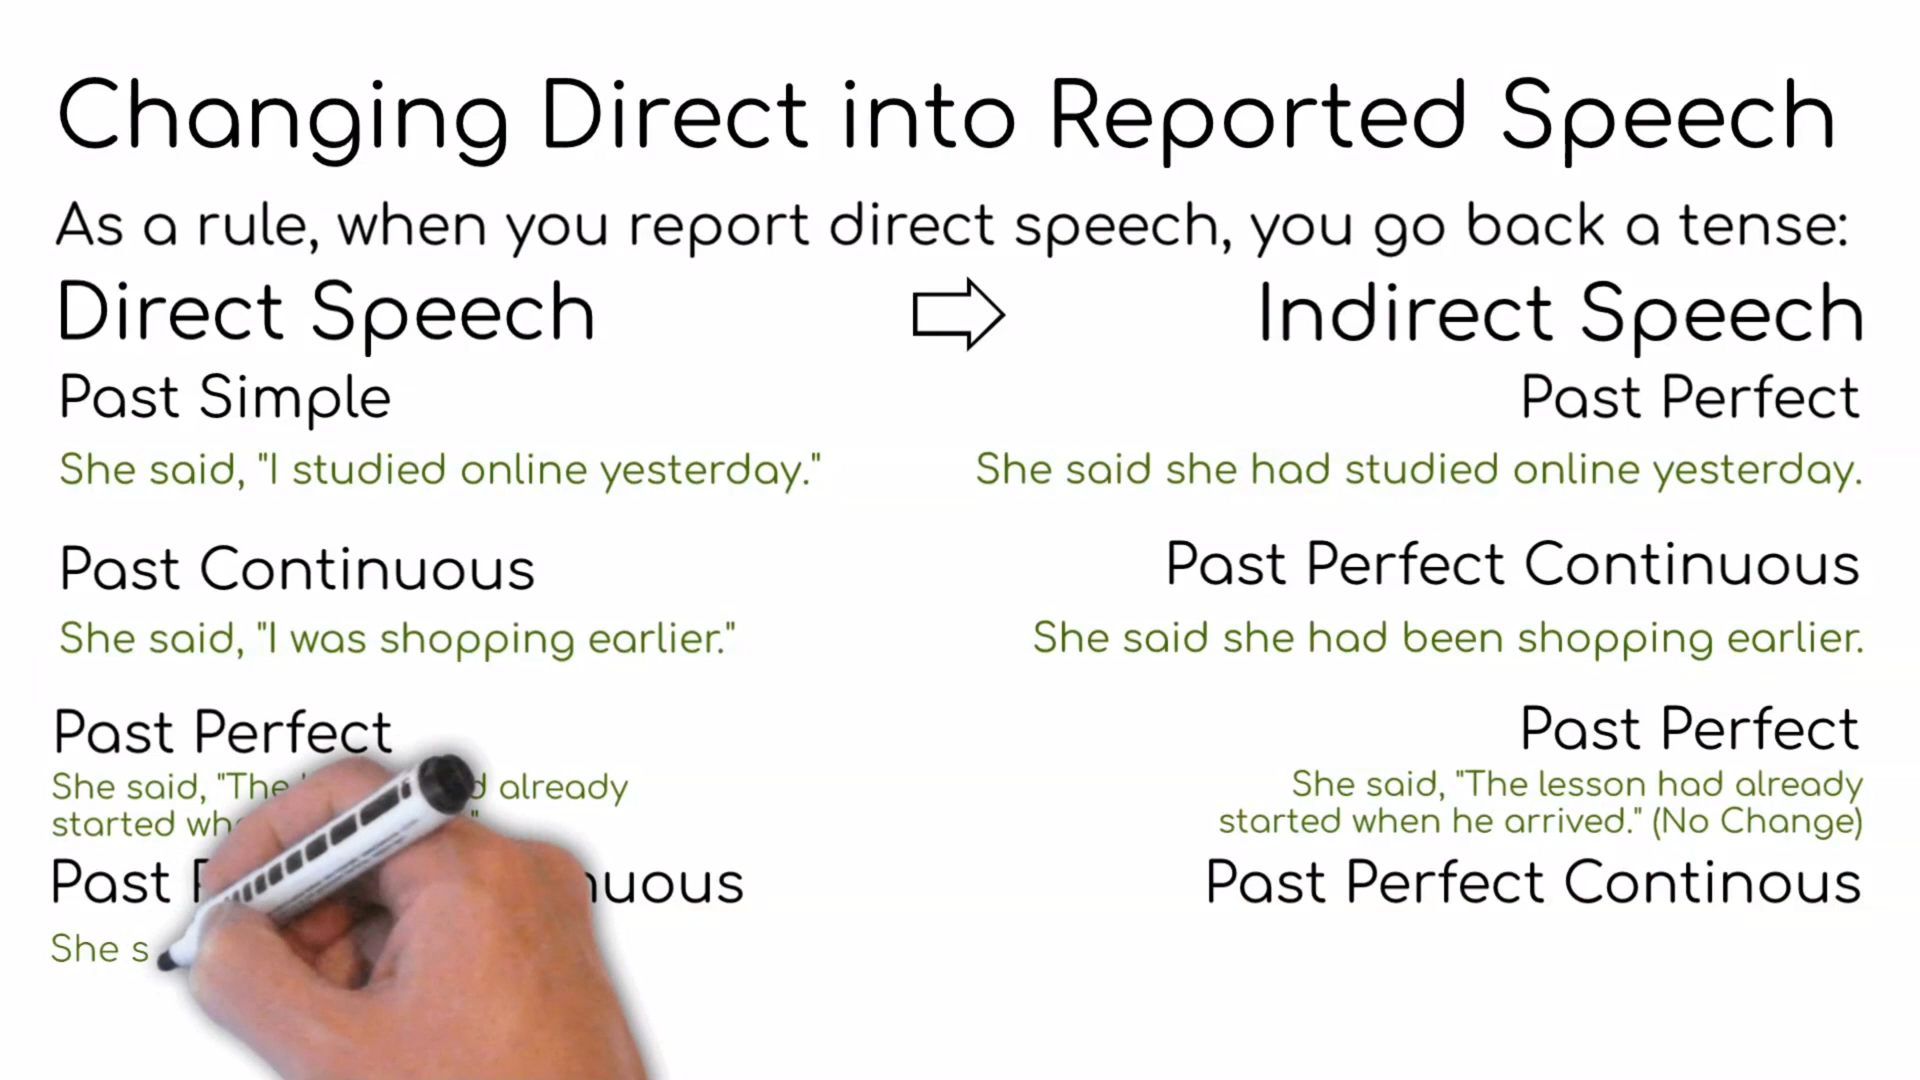 Changing Direct into Reported Speech
As a rule, when you report direct speech, you go back a tense:
Direct Speech
Indirect Speech
Past Simple
Past Perfect
She said, "I studied online yesterday."
She said she had studied online yesterday.
Past Continuous
Past Perfect Continuous
She said, "I was shopping earlier."
She said she had been shopping earlier.
Past Perfect
Past Perfect
She said, "The already
started
She said, "The lesson had already
started when he arrived." (No Change)
Past
Past Perfect Continous
She s